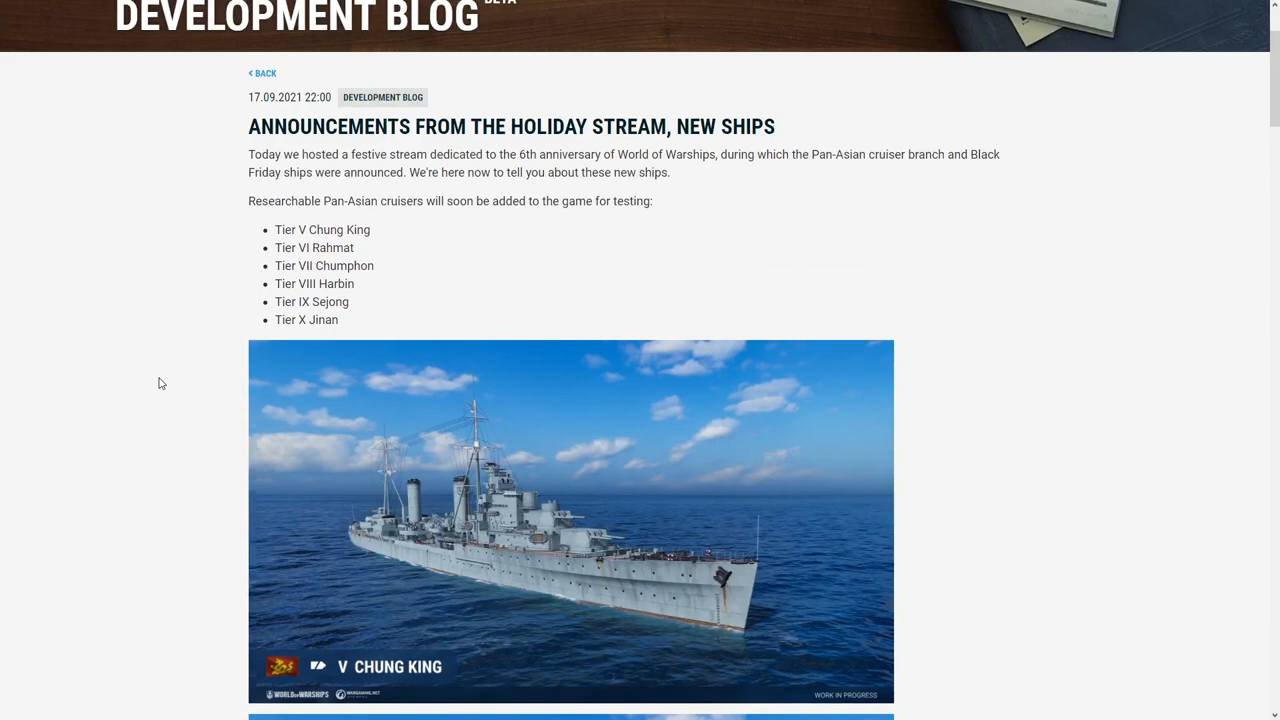 DEVELOPMENT BLOG BETA
BACK
17.09.2021 22:00 DEVELOPMENT BLOG
ANNOUNCEMENTS FROM THE HOLIDAY STREAM, NEW SHIPS
Today we hosted a festive stream dedicated to the 6th anniversary of World of Warships, during which the Pan-Asian cruiser branch and Black
Friday ships were announced. We're here now to tell you about these new ships.
Researchable Pan-Asian cruisers will soon be added to the game for testing:
Tier V Chung King
Tier VI Rahmat
Tier VII Chumphon
Tier VIII Harbin
Tier IX Sejong
Tier X Jinan
V CHUNG KING
WORLD OF WARSHIPS WARGAMING.NET WORK IN PROGRESS